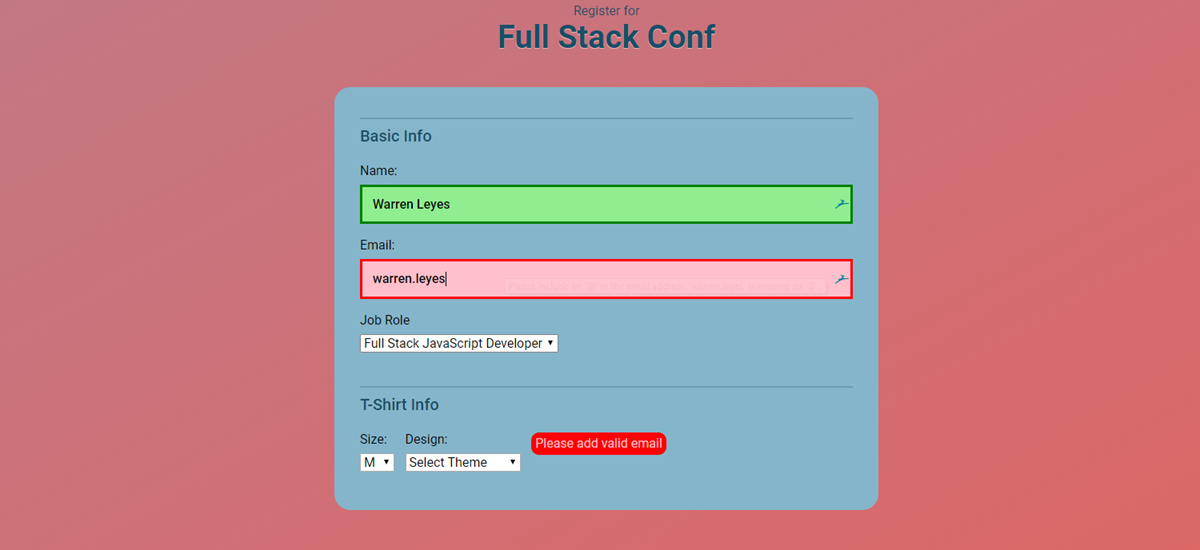 Register for
Full Stack Conf
Basic Info
Name:
Warren Leyes
Email:
warren.leyes
Job Role
Full Stack JavaScript Developer
T-Shirt Info
Size: Design:
M Select Theme
Please add valid email